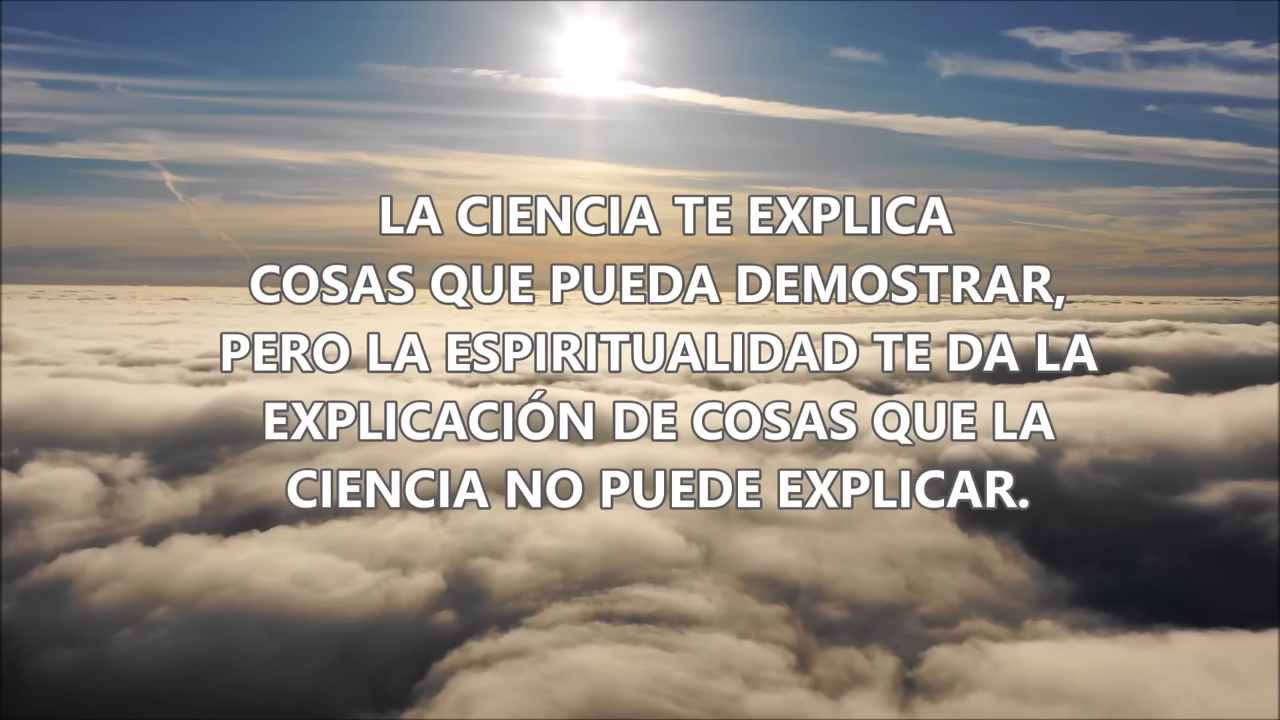 LA CIENCIA TE EXPLICA
COSAS QUE PUEDA DEMOSTRAR,
PERO LA ESPIRITUALIDAD TE DA LA
EXPLICACIÓN DE COSAS QUE LA
CIENCIA NO PUEDE EXPLICAR.